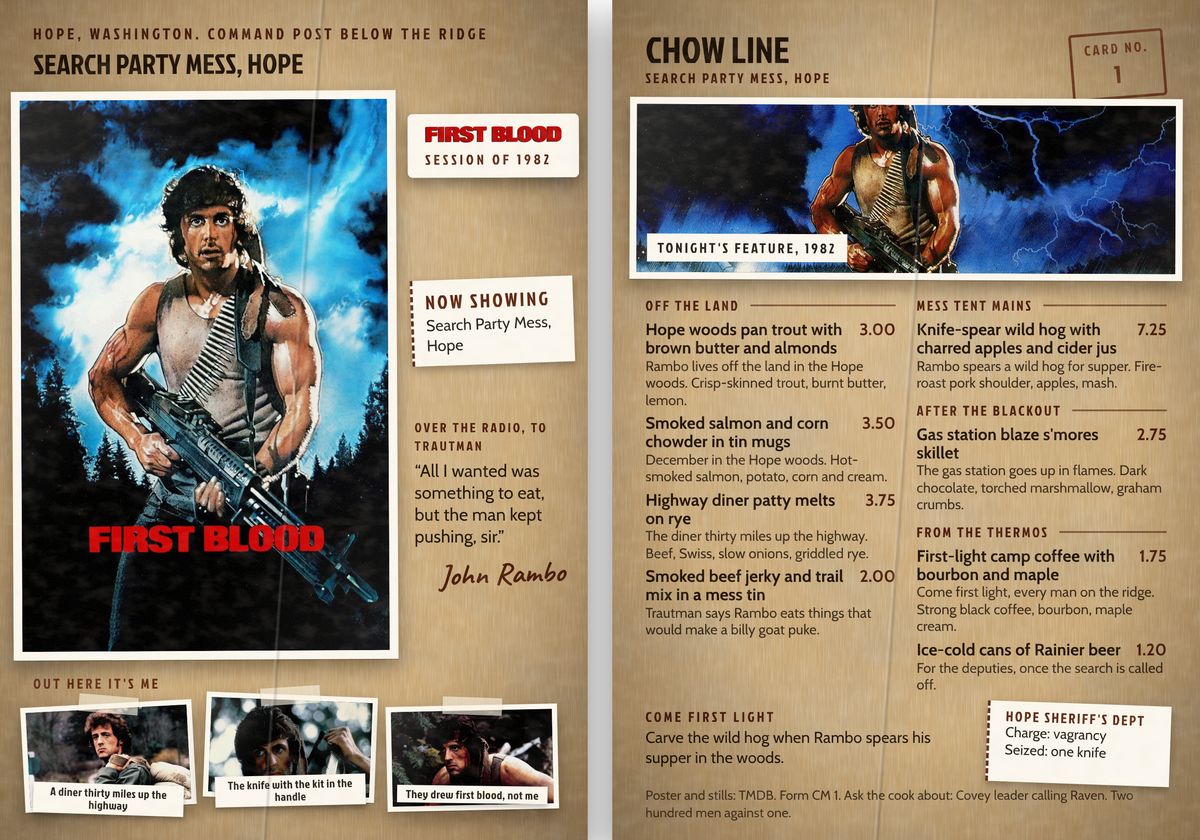 HOPE, WASHINGTON. COMMAND POST BELOW THE RIDGE
SEARCH PARTY MESS, HOPE
FIRST BLOOD
SESSION OF 1982
NOW SHOWING
Search Party Mess,
Hope
OVER THE RADIO, TO
TRAUTMAN
“All I wanted was
something to eat,
but the man kept
pushing, sir.”
John Rambo
FIRST BLOOD
OUT HERE IT'S ME
A diner thirty miles up the
highway
The knife with the kit in the
handle
They drew first blood, not me
CHOW LINE
SEARCH PARTY MESS, HOPE
CARD NO.
1
TONIGHT'S FEATURE, 1982
OFF THE LAND
Hope woods pan trout with 3.00
brown butter and almonds
Rambo lives off the land in the Hope
woods. Crisp-skinned trout, burnt butter,
lemon.
Smoked salmon and corn 3.50
chowder in tin mugs
December in the Hope woods. Hot-
smoked salmon, potato, corn and cream.
Highway diner patty melts 3.75
on rye
The diner thirty miles up the highway.
Beef, Swiss, slow onions, griddled rye.
Smoked beef jerky and trail 2.00
mix in a mess tin
Trautman says Rambo eats things that
would make a billy goat puke.
MESS TENT MAINS
Knife-spear wild hog with 7.25
charred apples and cider jus
Rambo spears a wild hog for supper. Fire-
roast pork shoulder, apples, mash.
AFTER THE BLACKOUT
Gas station blaze s'mores 2.75
skillet
The gas station goes up in flames. Dark
chocolate, torched marshmallow, graham
crumbs.
FROM THE THERMOS
First-light camp coffee with 1.75
bourbon and maple
Come first light, every man on the ridge.
Strong black coffee, bourbon, maple
cream.
Ice-cold cans of Rainier beer 1.20
For the deputies, once the search is called
off.
COME FIRST LIGHT
Carve the wild hog when Rambo spears his
supper in the woods.
HOPE SHERIFF'S DEPT
Charge: vagrancy
Seized: one knife
Poster and stills: TMDB. Form CM 1. Ask the cook about: Covey leader calling Raven. Two
hundred men against one.